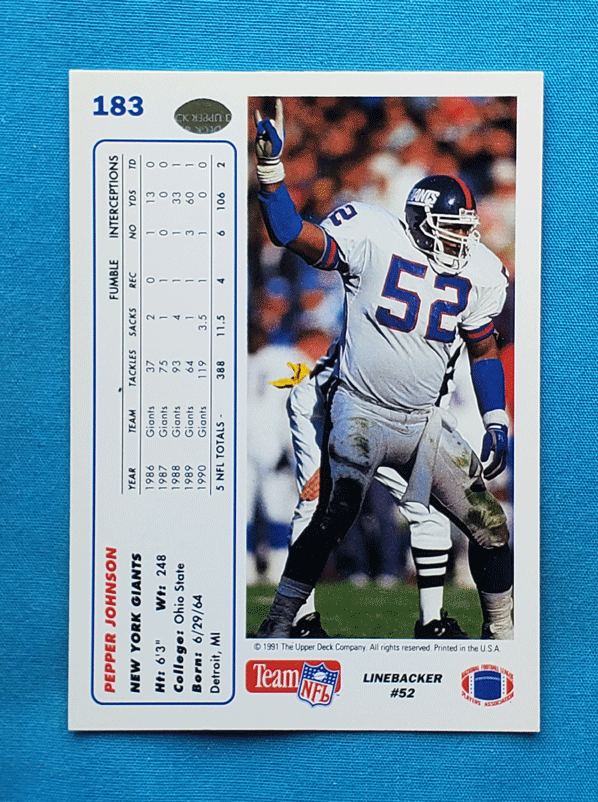 183
UPPER DECK
PEPPER JOHNSON
NEW YORK GIANTS
Ht: 6'3" Wt: 248
College: Ohio State
Born: 6/29/64
Detroit, MI
FUMBLE INTERCEPTIONS
YEAR TEAM TACKLES SACKS REC NO YDS TD
1986 Giants 37 2 0 1 13 0
1987 Giants 75 1 1 0 0 0
1988 Giants 93 4 1 1 33 1
1989 Giants 64 1 1 3 60 1
1990 Giants 119 3.5 1 1 0 0
5 NFL TOTALS - 388 11.5 4 6 106 2
GIANTS
52
52
52
© 1991 The Upper Deck Company. All rights reserved. Printed in the U.S.A.
Team NFL
LINEBACKER
#52
NATIONAL FOOTBALL LEAGUE
PLAYERS ASSOCIATION